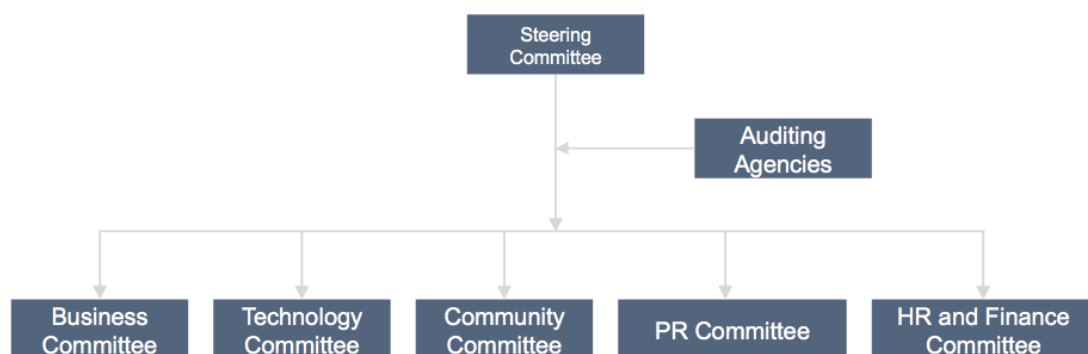 Steering
Committee
Auditing
Agencies
Business
Committee
Technology
Committee
Community
Committee
PR Committee
HR and Finance
Committee